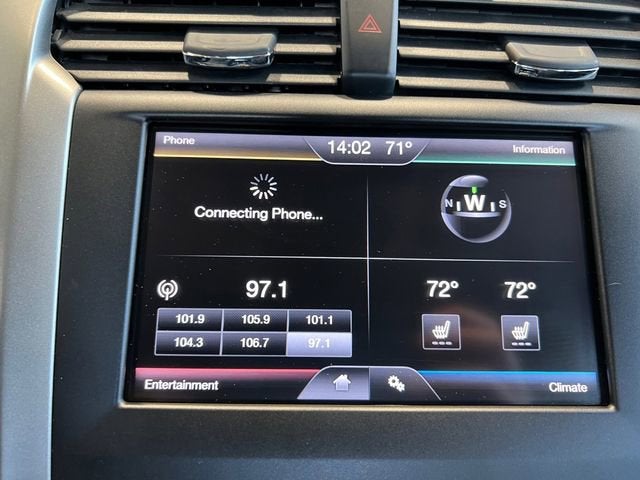 Phone
14:02 71°
Information
Connecting Phone...
N W S
97.1
72° 72°
101.9 105.9 101.1
104.3 106.7 97.1
Entertainment
Climate